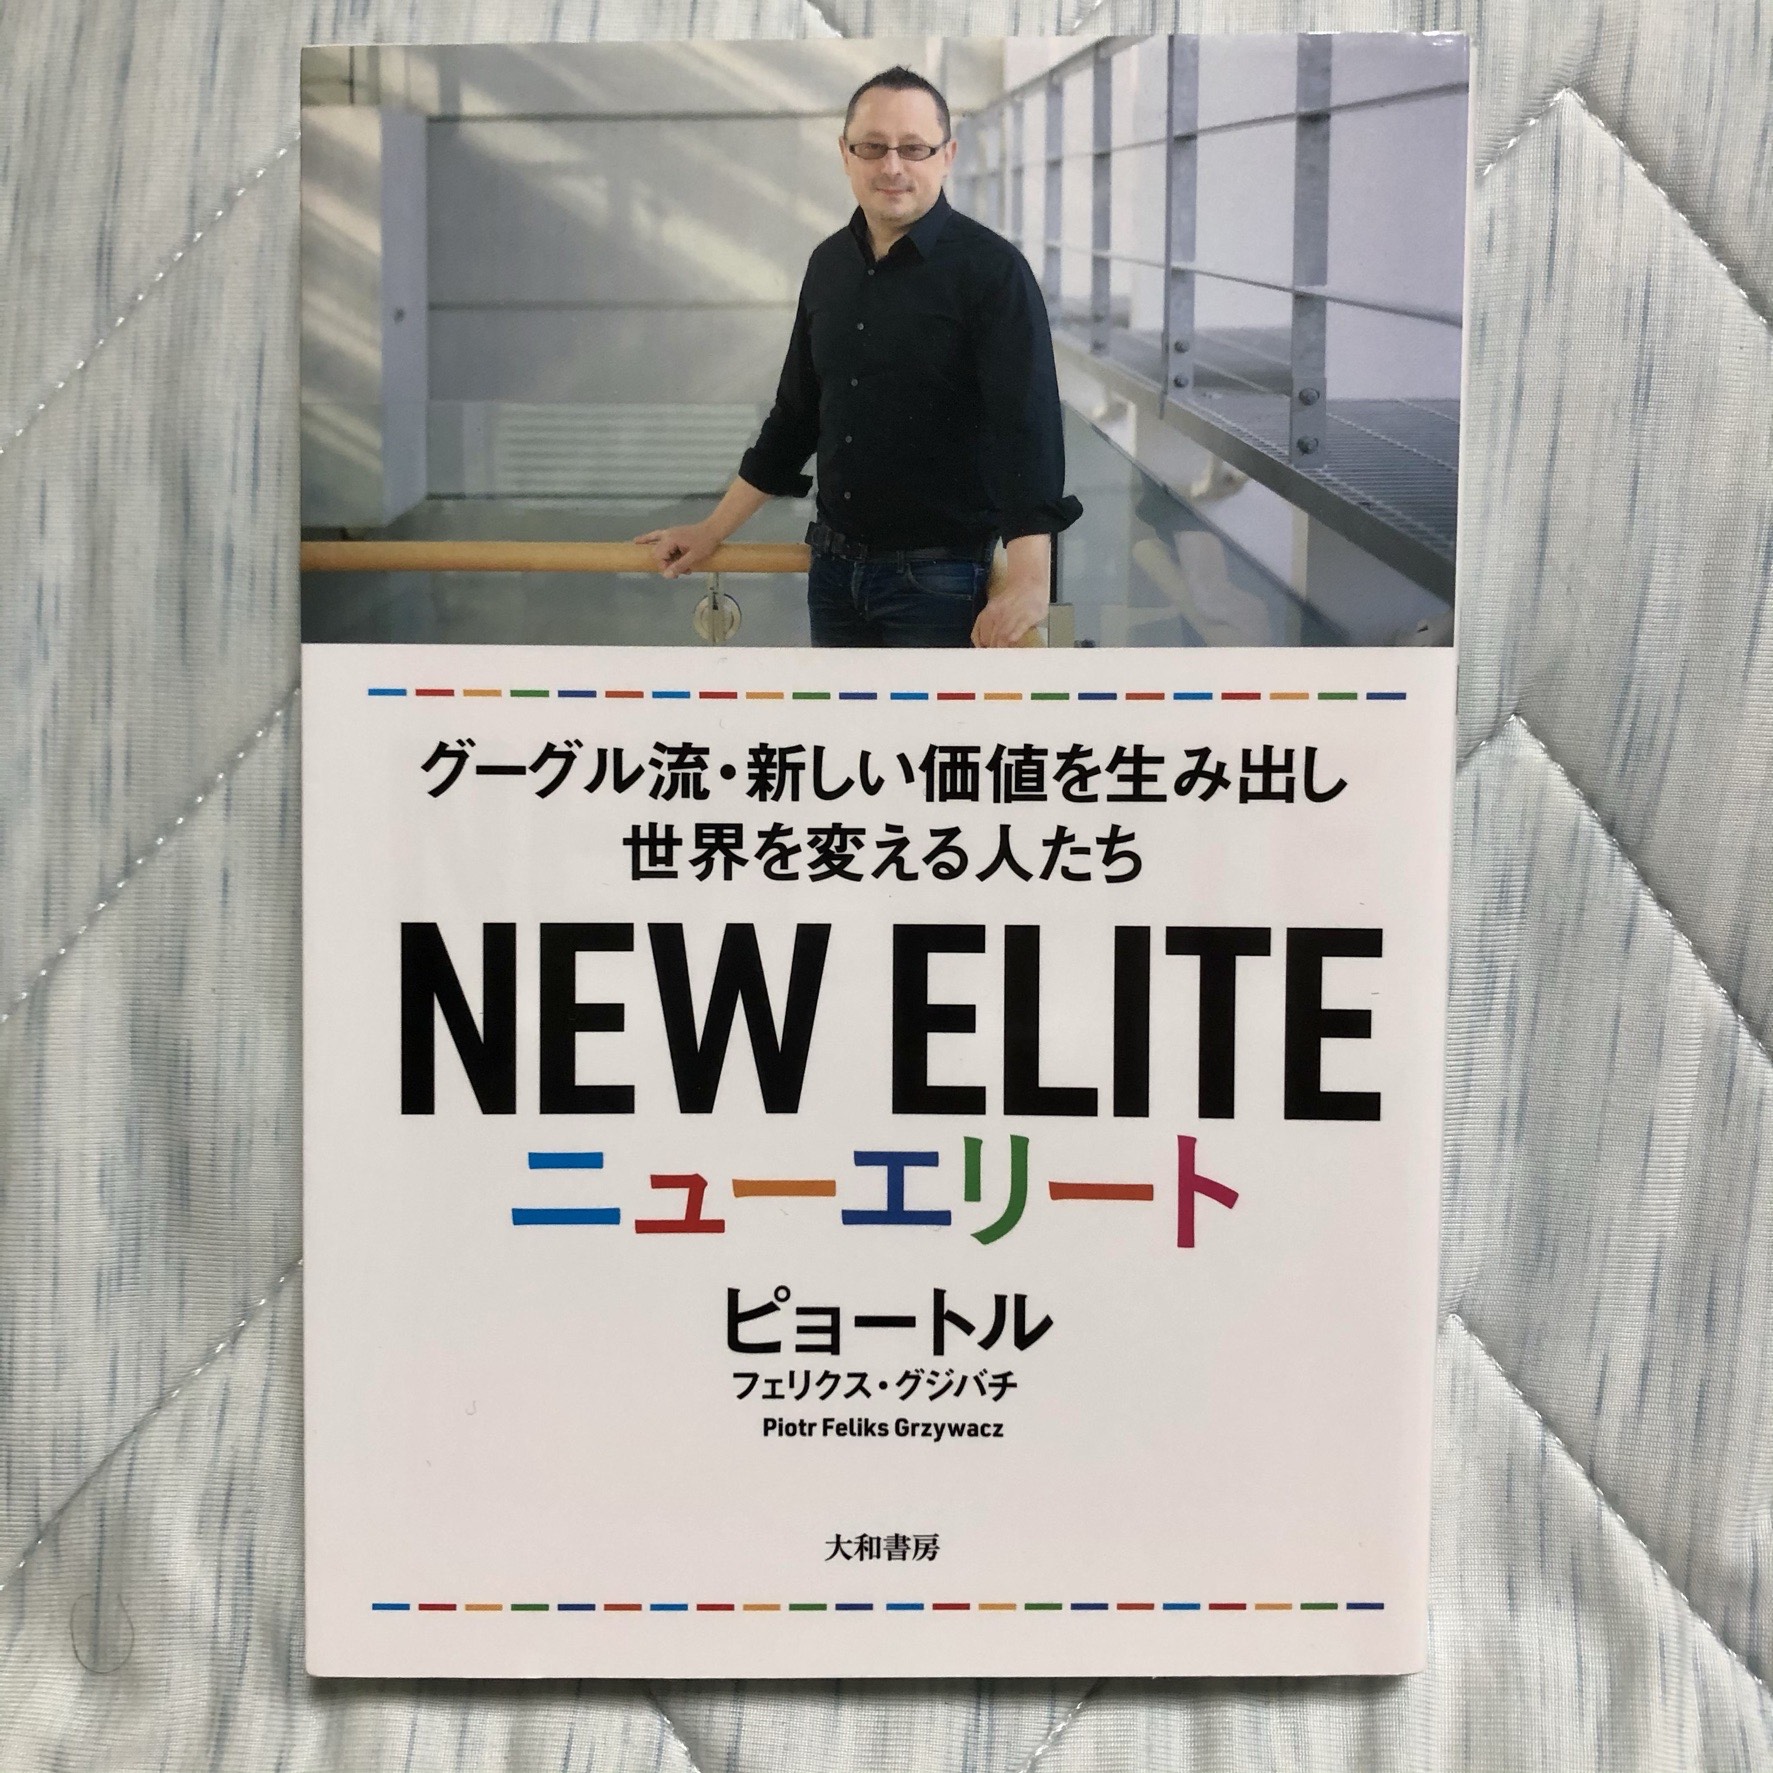 グーグル流・新しい価値を生み出し
世界を変える人たち
NEW ELITE
ニューエリート
ピョートル
フェリクス・グジバチ
Piotr Feliks Grzywacz
大和書房